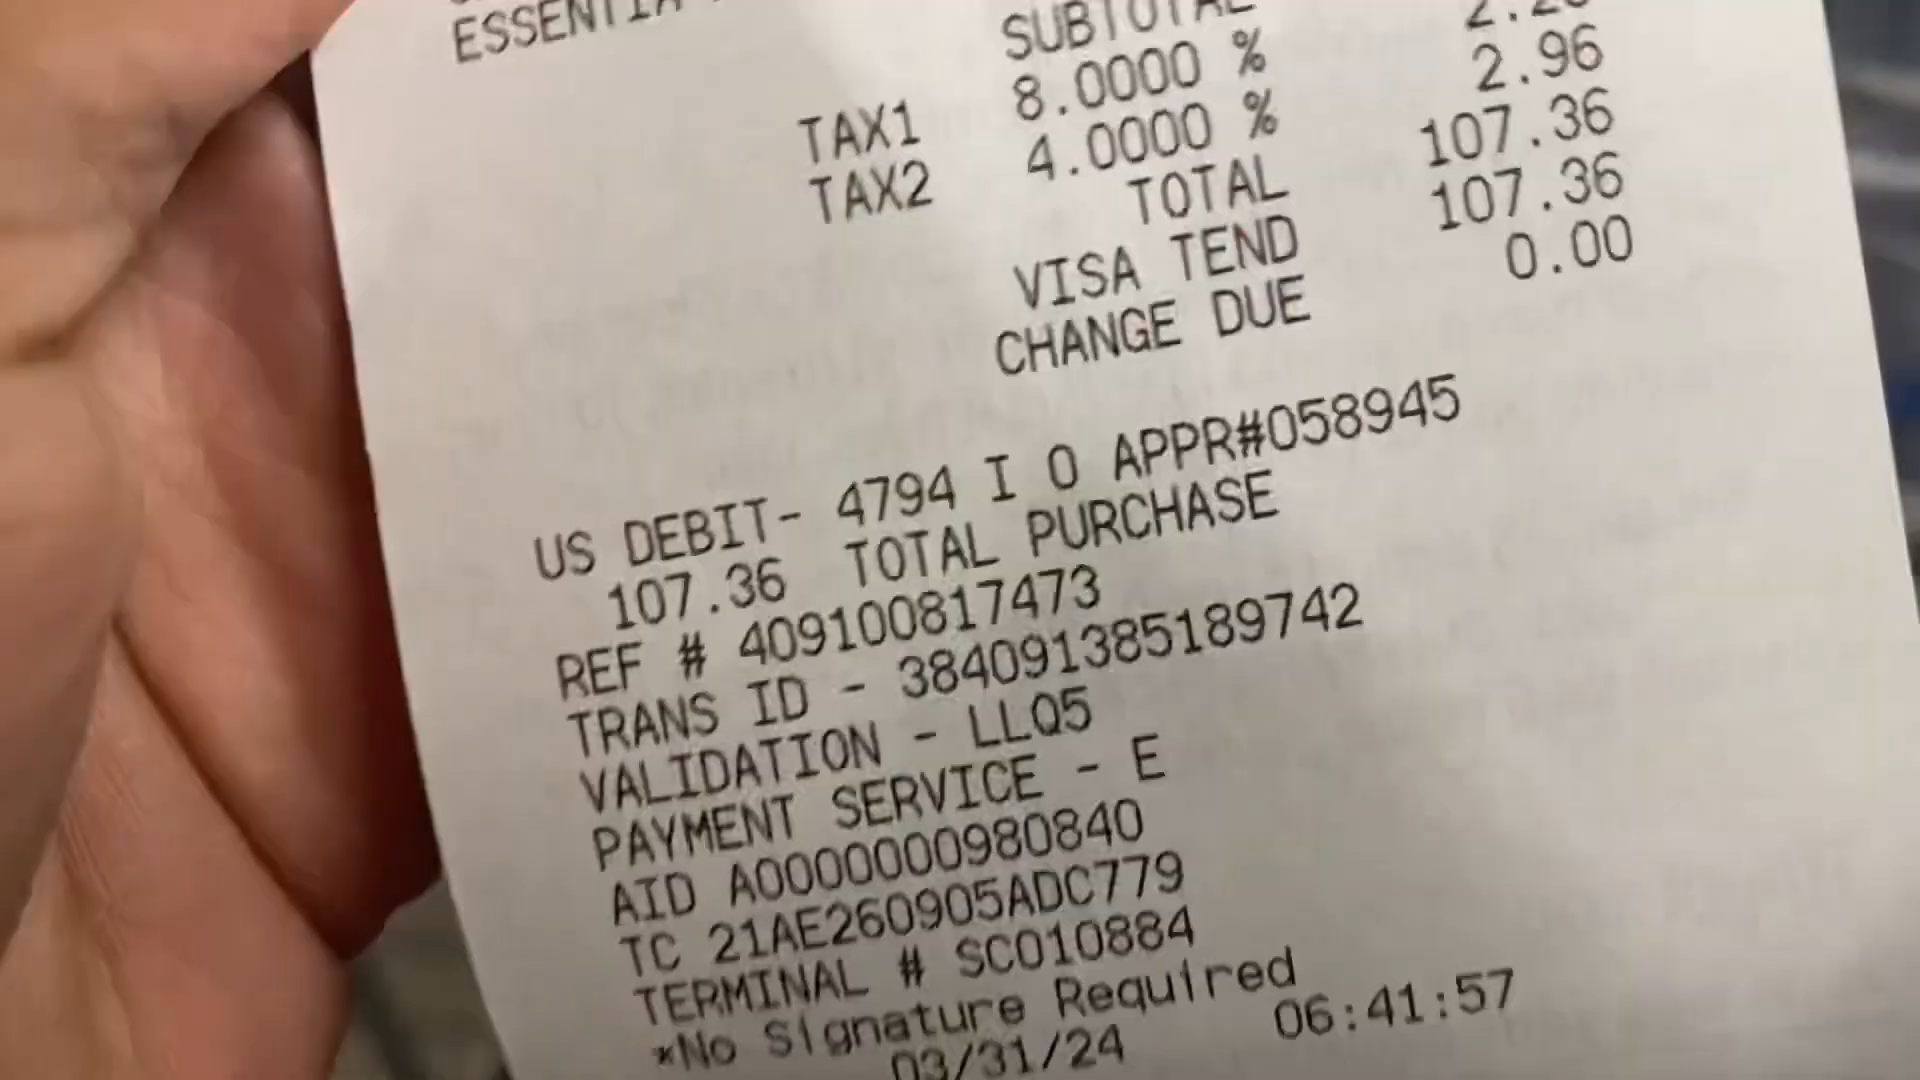 SUBTOTAL
TAX1 8.0000 %
TAX2 4.0000 % 2.96
TOTAL 107.36
VISA TEND 107.36
CHANGE DUE 0.00
US DEBIT- 4794 I 0 APPR#058945
107.36 TOTAL PURCHASE
REF # 409100817473
TRANS ID - 384091385189742
VALIDATION - LLQ5
PAYMENT SERVICE - E
AID A0000000980840
TC 21AE260905ADC779
TERMINAL # SC010884
*No Signature Required
03/31/24 06:41:57